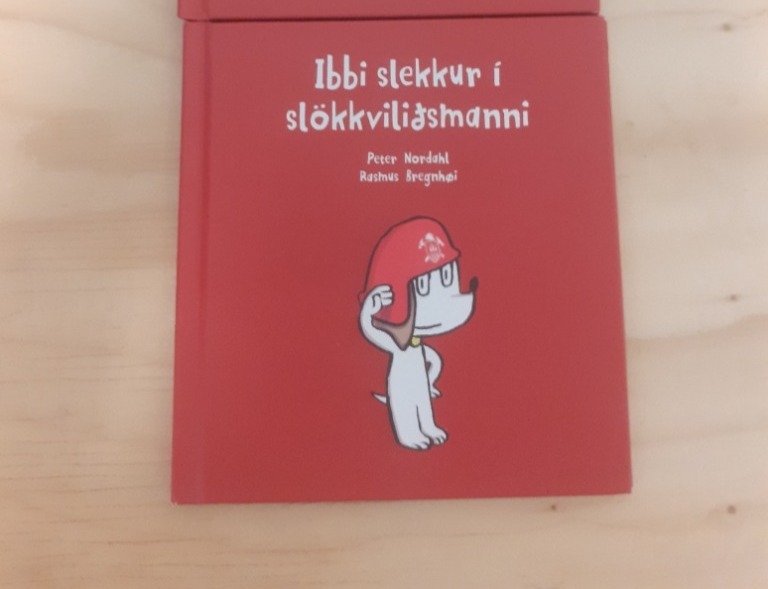 Ibbi slekkur í
slökkviliðsmanni
Peter Nordahl
Rasmus Bregnhøi